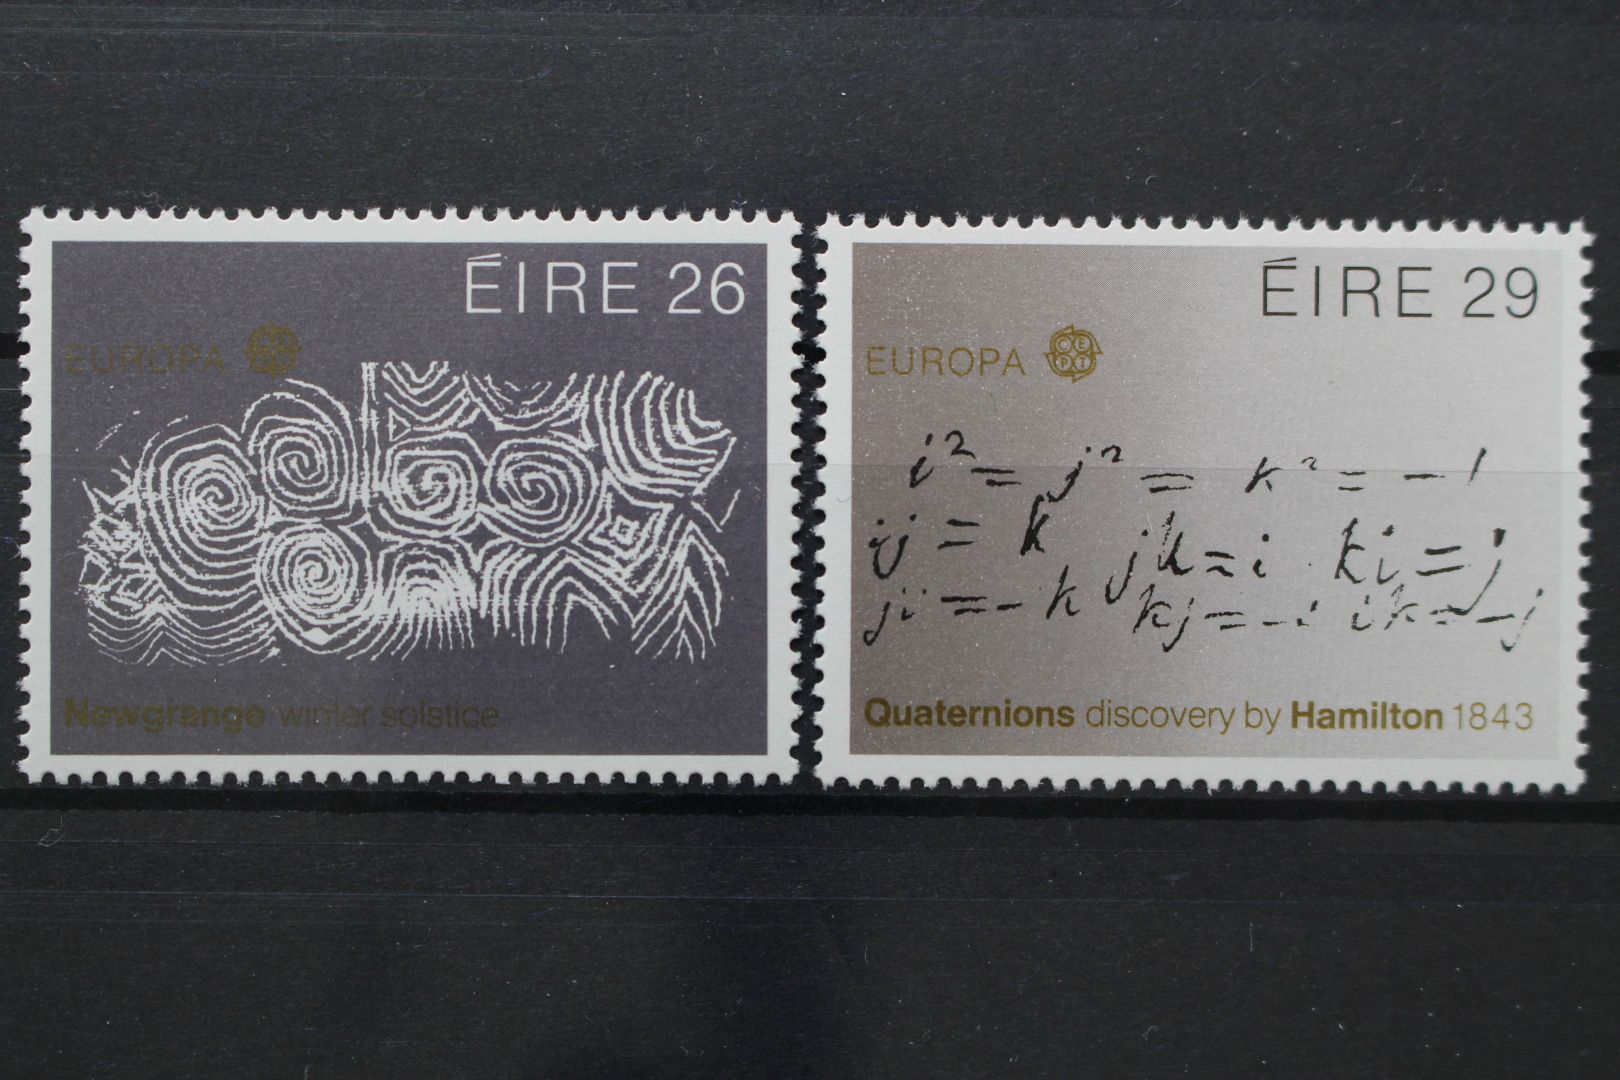 ÉIRE 26
EUROPA
Newgrange winter solstice
ÉIRE 29
EUROPA CEPT
i² = j² = k² = -1
ij = k jk = i ki = j
ji = -k kj = -i ik = -j
Quaternions discovery by Hamilton 1843